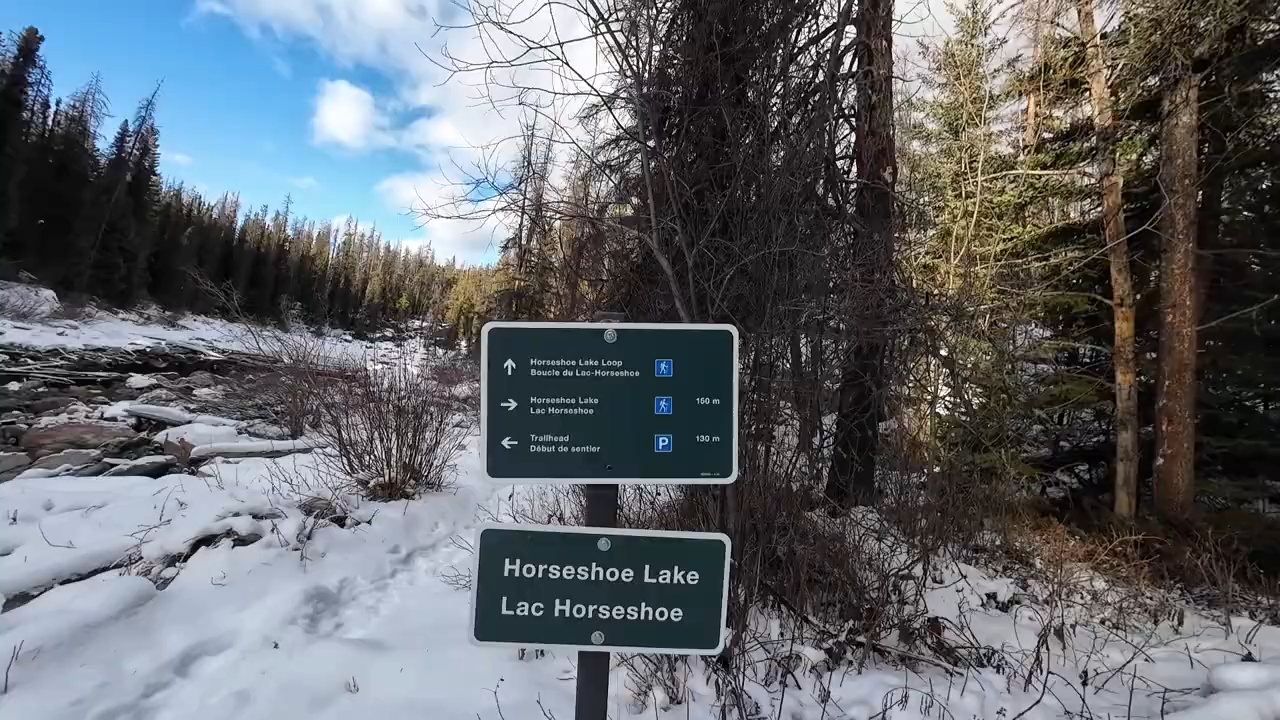 Horseshoe Lake Loop
Boucle du Lac-Horseshoe
Horseshoe Lake 150 m
Lac Horseshoe
Trailhead P 130 m
Début de sentier
Horseshoe Lake
Lac Horseshoe